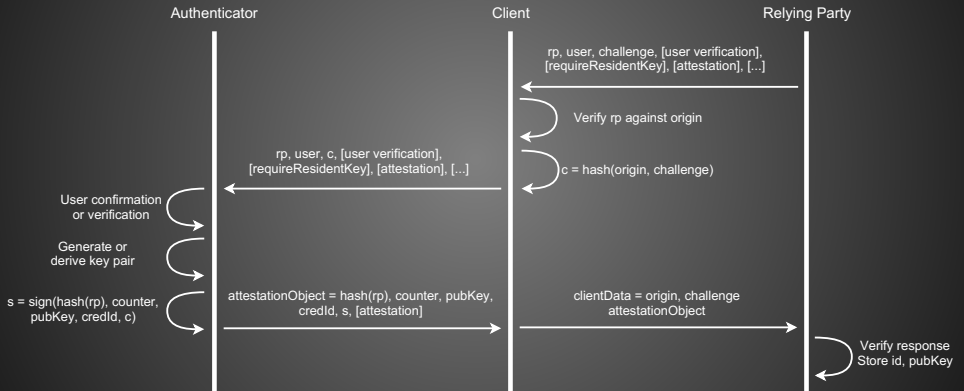 Authenticator
Client
Relying Party
rp, user, challenge, [user verification],
[requireResidentKey], [attestation], [...]
Verify rp against origin
rp, user, c, [user verification],
[requireResidentKey], [attestation], [...]
c = hash(origin, challenge)
User confirmation
or verification
Generate or
derive key pair
s = sign(hash(rp), counter,
pubKey, credId, c)
attestationObject = hash(rp), counter, pubKey,
credId, s, [attestation]
clientData = origin, challenge
attestationObject
Verify response
Store id, pubKey